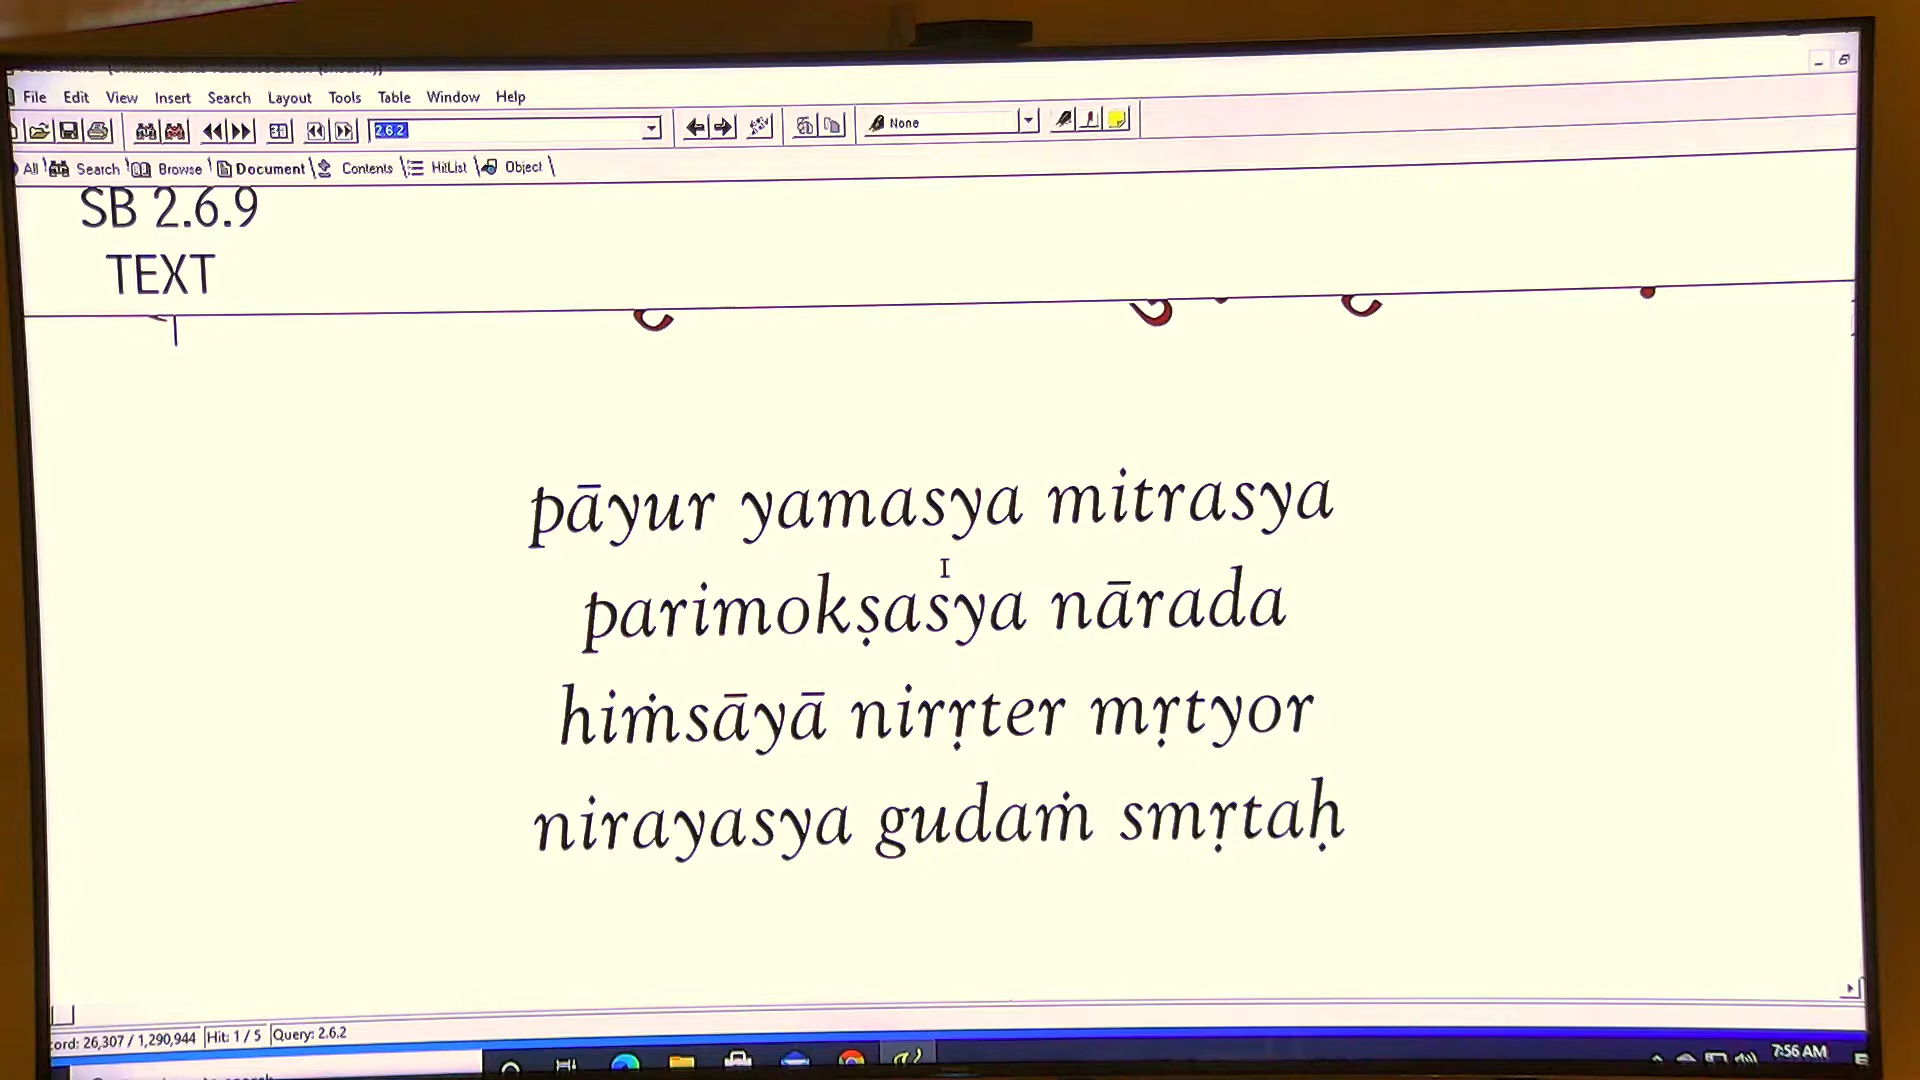 File Edit View Insert Search Layout Tools Table Window Help
2.6.2 None
All Search Browse Document Contents HitList Object
SB 2.6.9
TEXT
pāyur yamasya mitrasya
parimokṣasya nārada
hiṁsāyā nirṛter mṛtyor
nirayasya gudaṁ smṛtaḥ
ord: 26,307 / 1,290,944 Hit: 1 / 5 Query: 2.6.2
7:56 AM